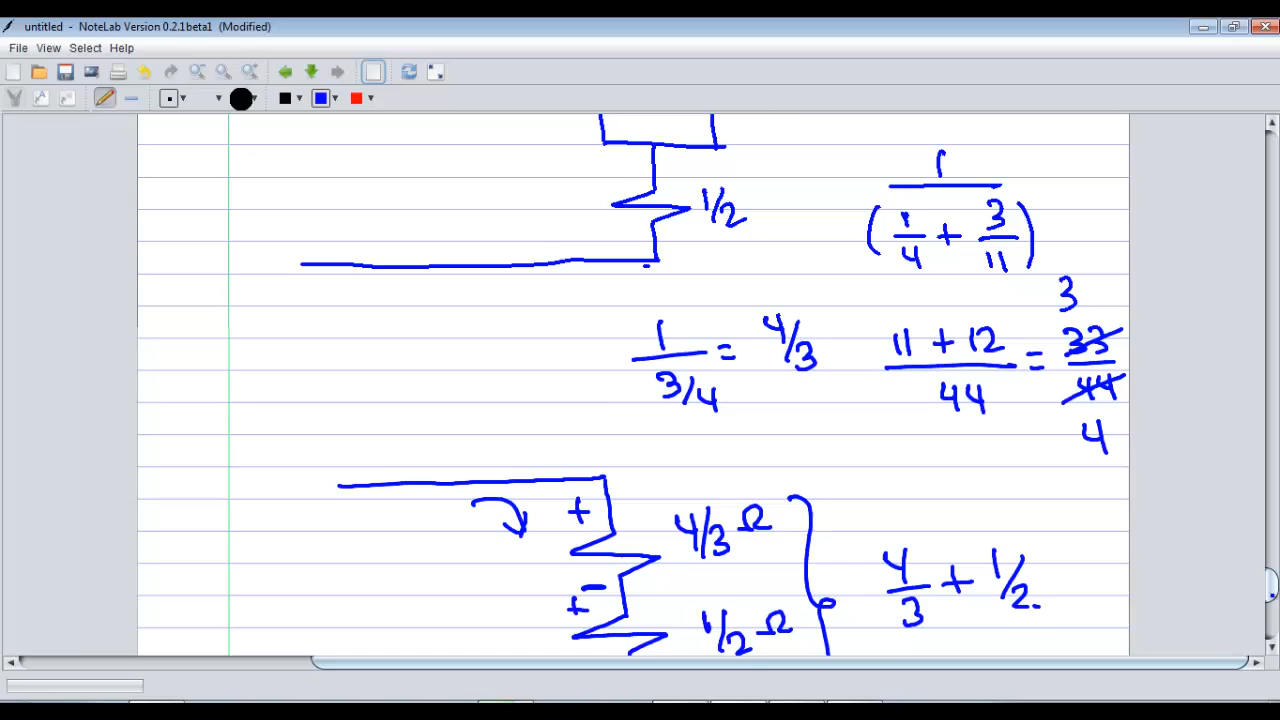 untitled - NoteLab Version 0.2.1beta1 (Modified)
File View Select Help
1/2
1
(1/4 + 3/11)
3
1
3/4
= 4/3
11 + 12
44
= 33
44
4
+
4/3 Ω
-
+
1/2 Ω
4/3 + 1/2